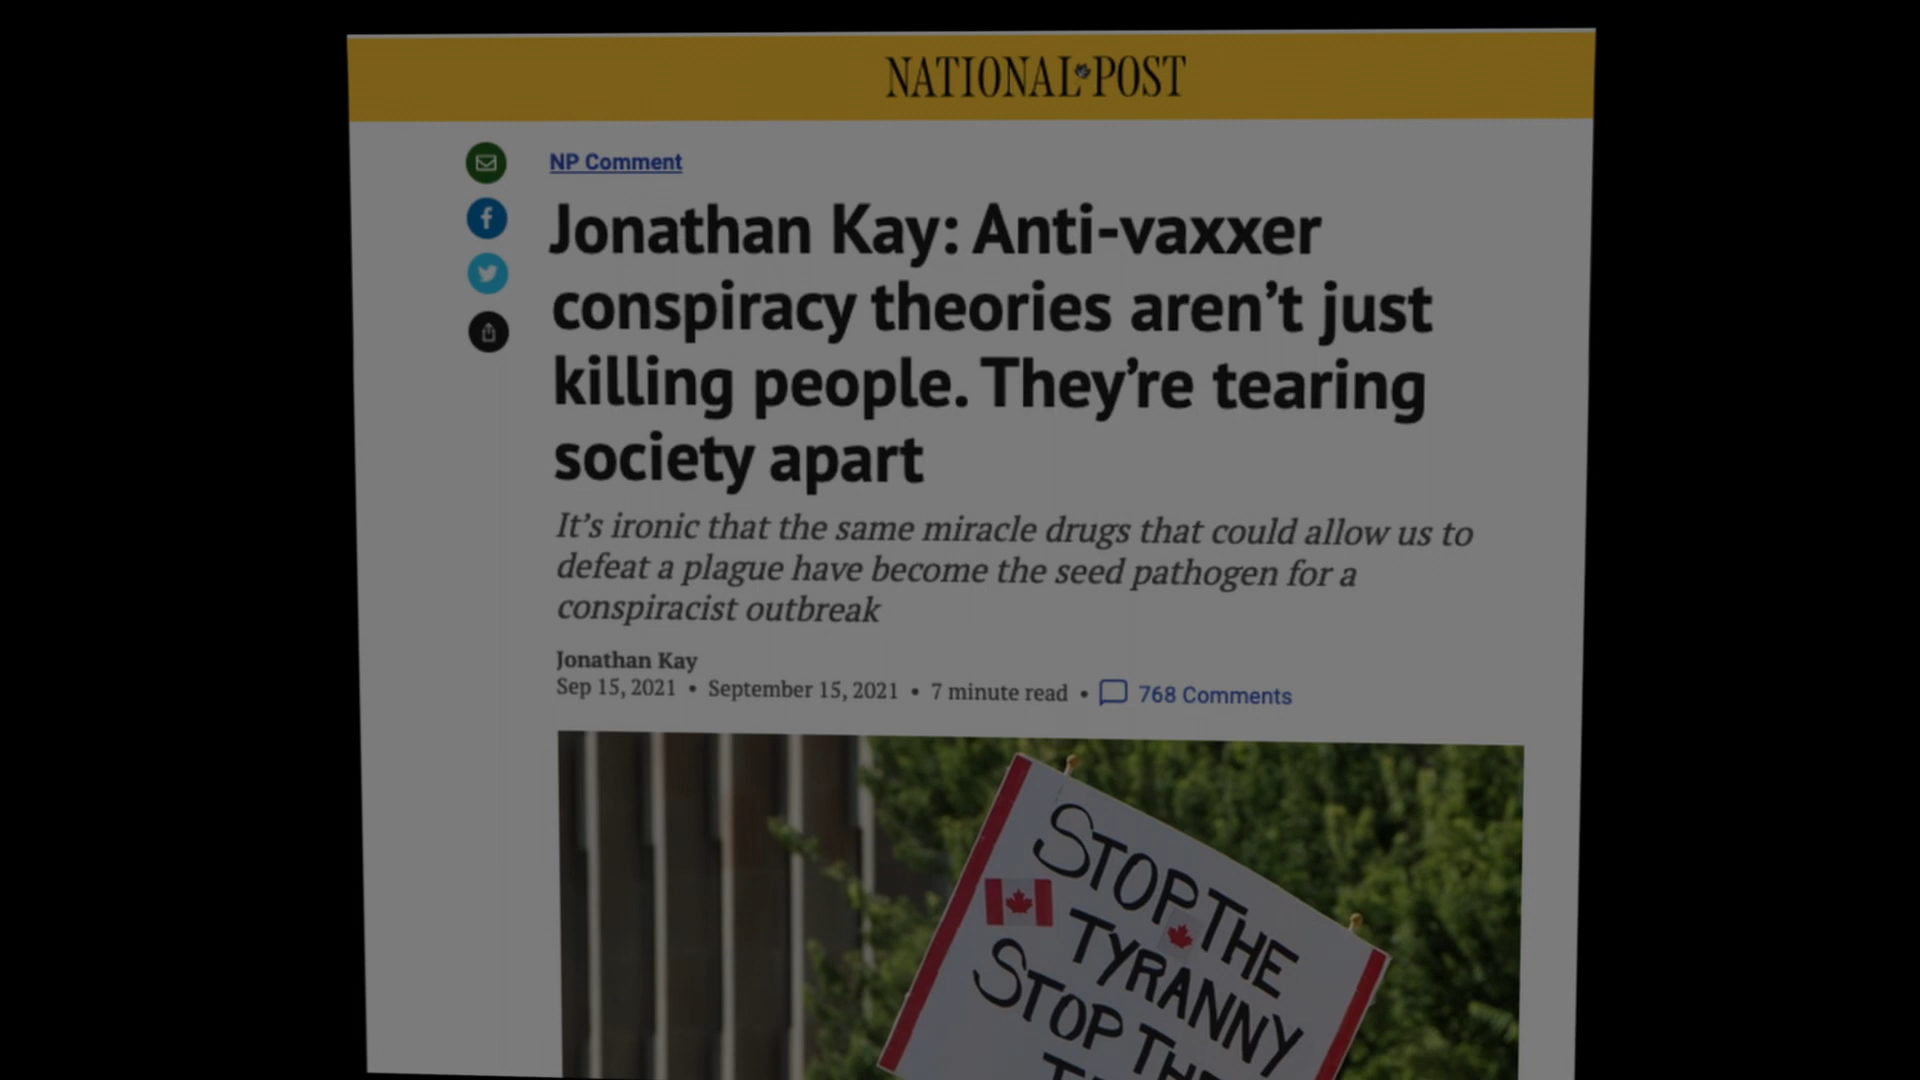 NATIONAL POST
NP Comment
Jonathan Kay: Anti-vaxxer
conspiracy theories aren’t just
killing people. They’re tearing
society apart
It’s ironic that the same miracle drugs that could allow us to
defeat a plague have become the seed pathogen for a
conspiracist outbreak
Jonathan Kay
Sep 15, 2021 • September 15, 2021 • 7 minute read • 768 Comments
STOP THE
TYRANNY
STOP THE